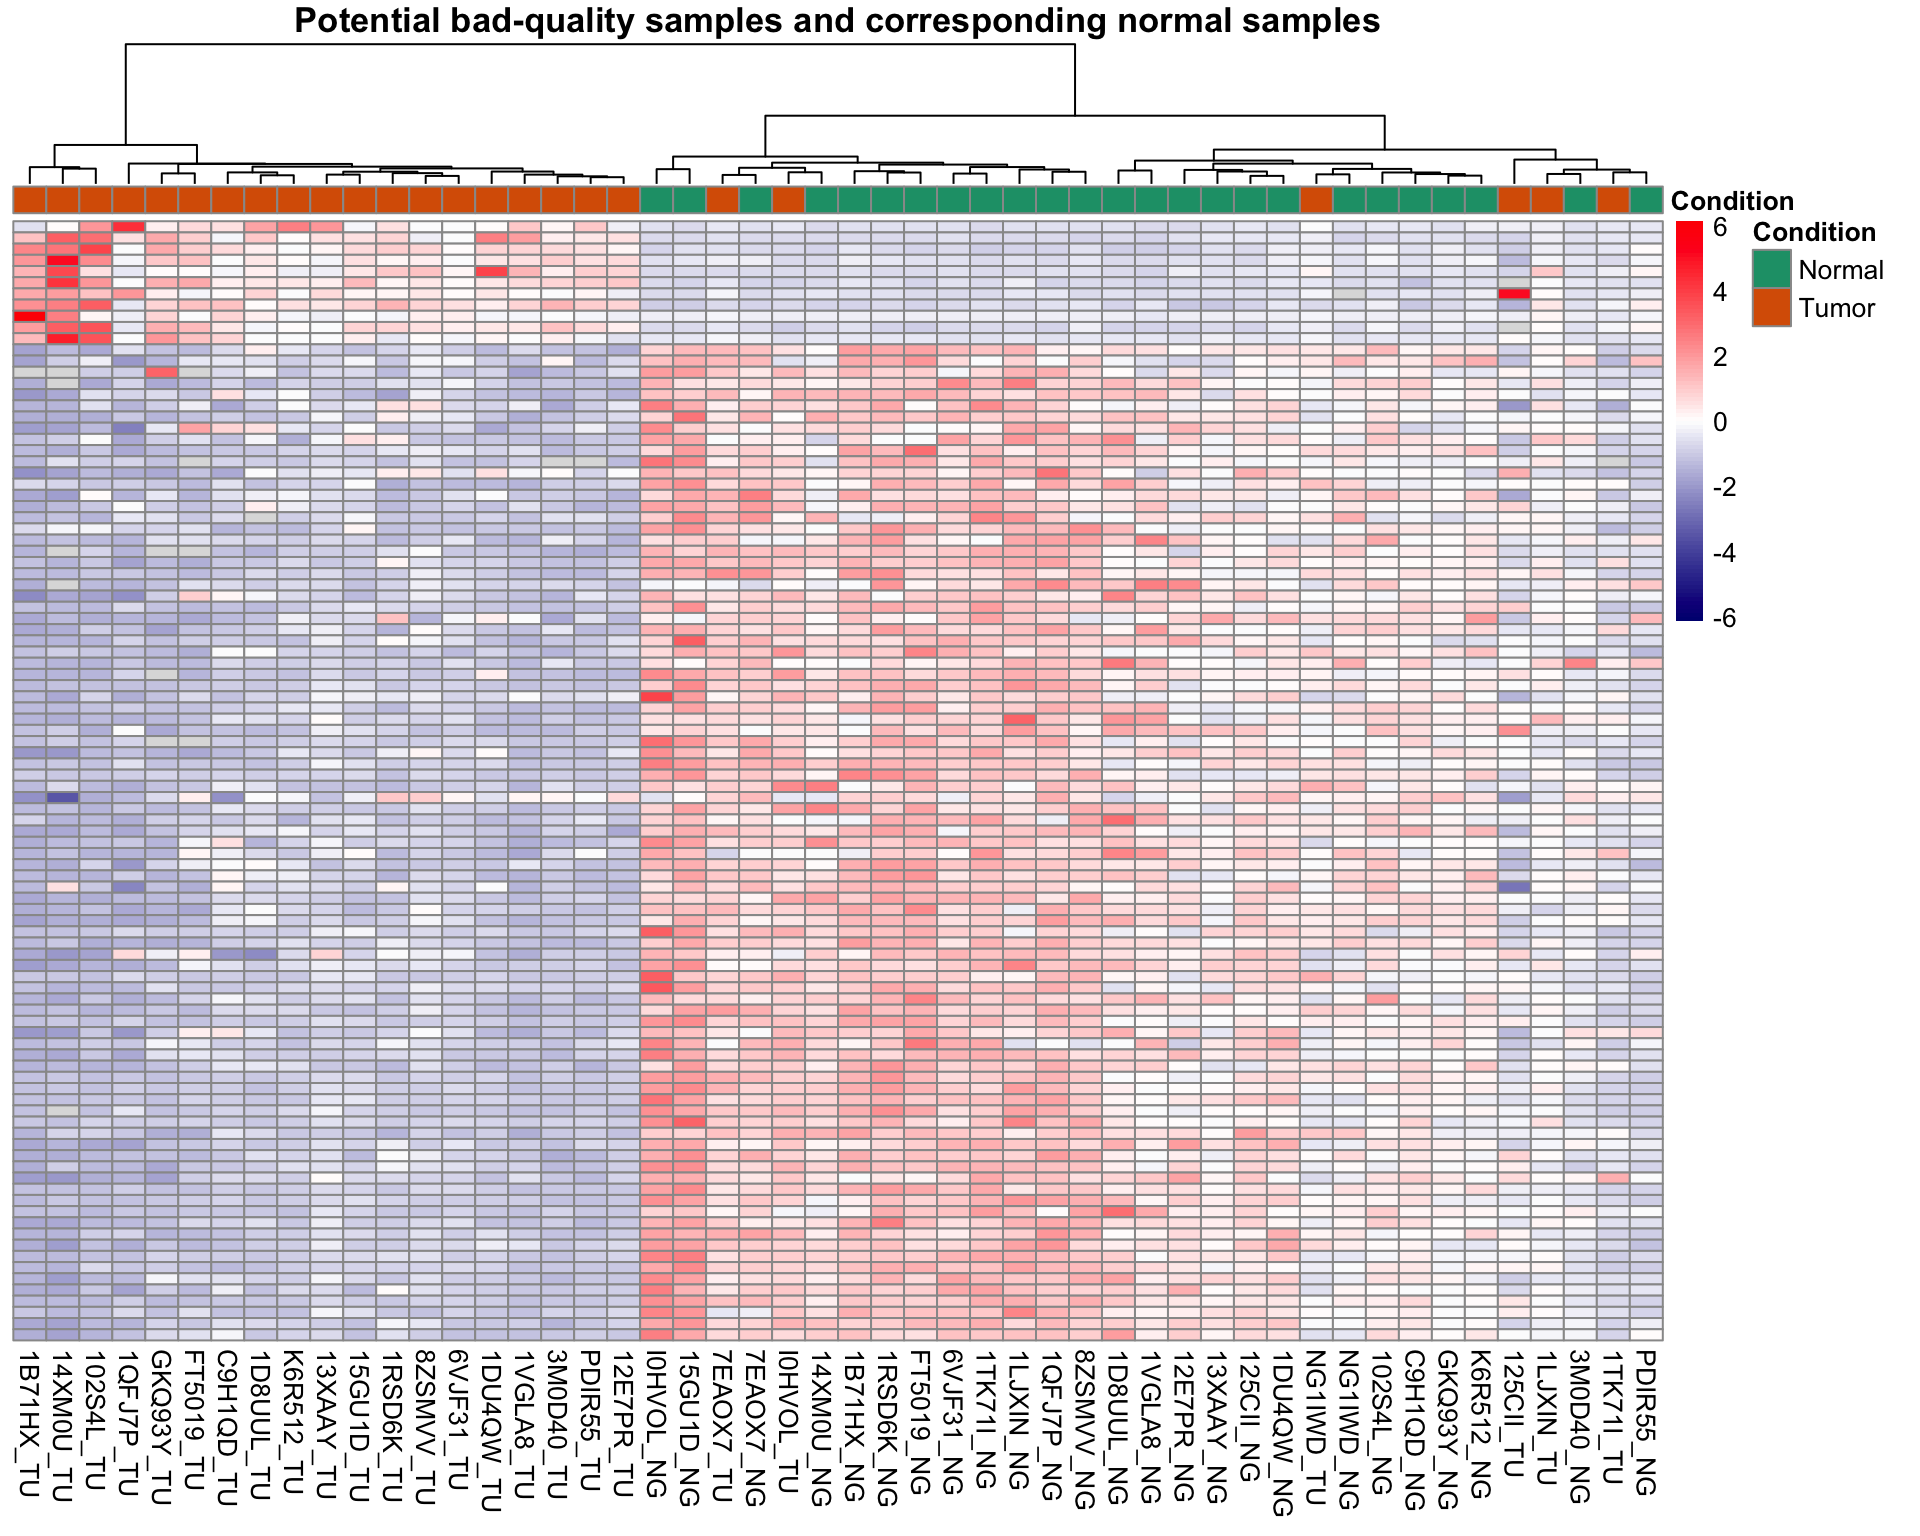 Potential bad-quality samples and corresponding normal samples
Condition
6
4
2
0
-2
-4
-6
Condition
Normal
Tumor
1B71HX_TU
14XIM0U_TU
102S4L_TU
1QFJ7P_TU
GKQ93Y_TU
FT5019_TU
C9H1QD_TU
1D8UUL_TU
K6R512_TU
13XAAY_TU
15GU1D_TU
1RSD6K_TU
8ZSMVV_TU
6VJF31_TU
1DU4QW_TU
1VGLA8_TU
3M0D40_TU
PDIR55_TU
12E7PR_TU
I0HVOL_NG
15GU1D_NG
7EAOX7_TU
7EAOX7_NG
I0HVOL_TU
14XIM0U_NG
1B71HX_NG
1RSD6K_NG
FT5019_NG
6VJF31_NG
1TK71I_NG
1LJXIN_NG
1QFJ7P_NG
8ZSMVV_NG
1D8UUL_NG
1VGLA8_NG
12E7PR_NG
13XAAY_NG
125CII_NG
1DU4QW_NG
NG1IWD_TU
NG1IWD_NG
102S4L_NG
C9H1QD_NG
GKQ93Y_NG
K6R512_NG
125CII_TU
1LJXIN_TU
3M0D40_NG
1TK71I_TU
PDIR55_NG